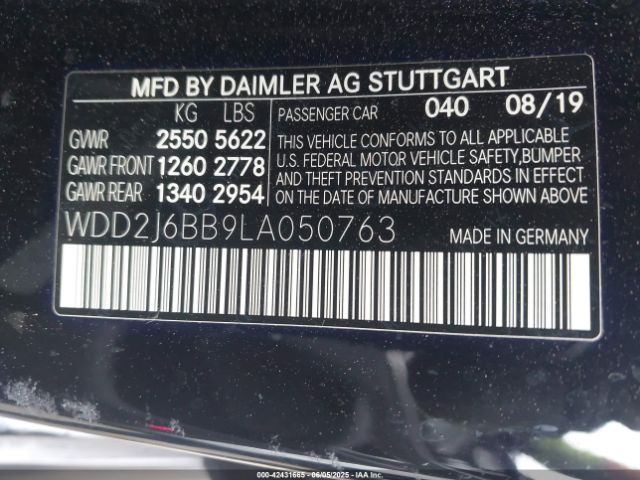 MFD BY DAIMLER AG STUTTGART
KG LBS
GVWR 2550 5622
GAWR FRONT 1260 2778
GAWR REAR 1340 2954
PASSENGER CAR 040 08/19
THIS VEHICLE CONFORMS TO ALL APPLICABLE
U.S. FEDERAL MOTOR VEHICLE SAFETY,BUMPER
AND THEFT PREVENTION STANDARDS IN EFFECT
ON THE DATE OF MANUFACTURE SHOWN ABOVE
WDD2J6BB9LA050763 MADE IN GERMANY
000-42431665 06/05/2025 IAAI.CA